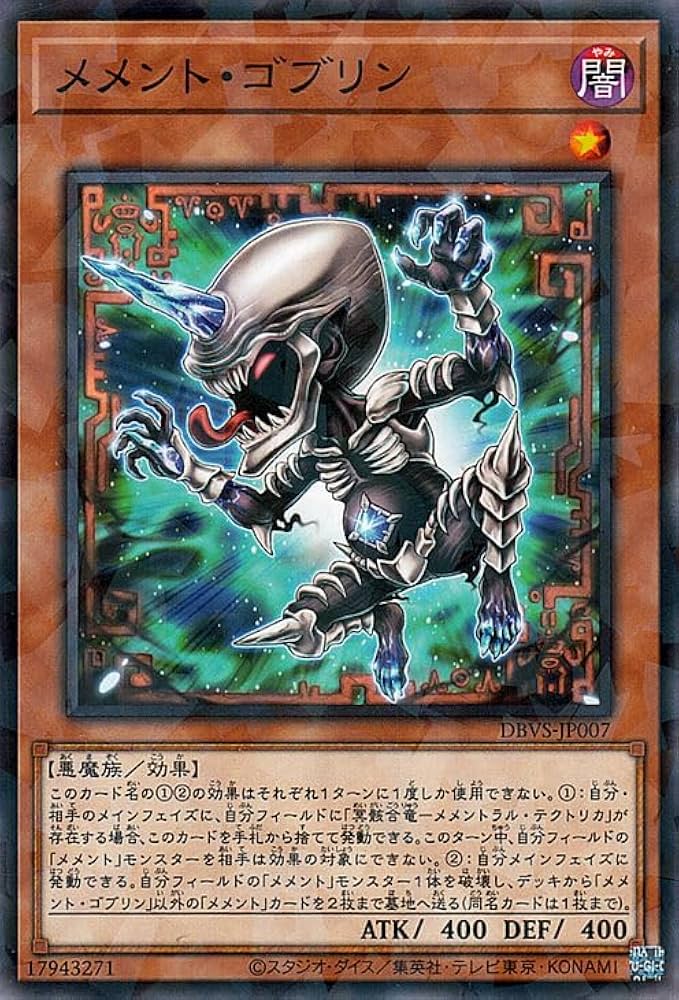 メメント・ゴブリン
闇
やみ
DBVS-JP007
【悪魔族／効果】
このカード名の①②の効果はそれぞれ１ターンに１度しか使用できない。①：自分・
相手のメインフェイズに、自分フィールドに「冥骸合竜－メメントラル・テクトリカ」が
存在する場合、このカードを手札から捨てて発動できる。このターン中、自分フィールドの
「メメント」モンスターを相手は効果の対象にできない。②：自分メインフェイズに
発動できる。自分フィールドの「メメント」モンスター１体を破壊し、デッキから「メメ
ント・ゴブリン」以外の「メメント」カードを２枚まで墓地へ送る(同名カードは１枚まで)。
ATK/ 400 DEF/ 400
17943271
©スタジオ・ダイス／集英社・テレビ東京・KONAMI